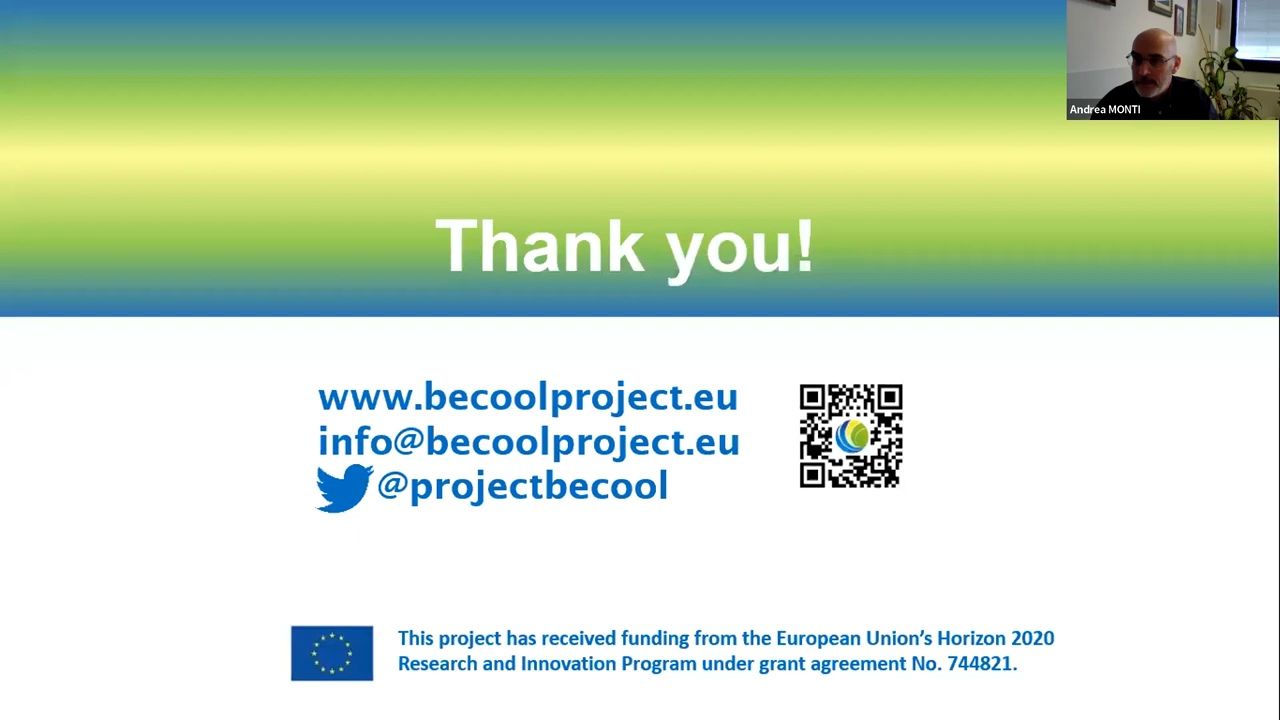 Andrea MONTI
Thank you!
www.becoolproject.eu
info@becoolproject.eu
@projectbecool
This project has received funding from the European Union’s Horizon 2020
Research and Innovation Program under grant agreement No. 744821.